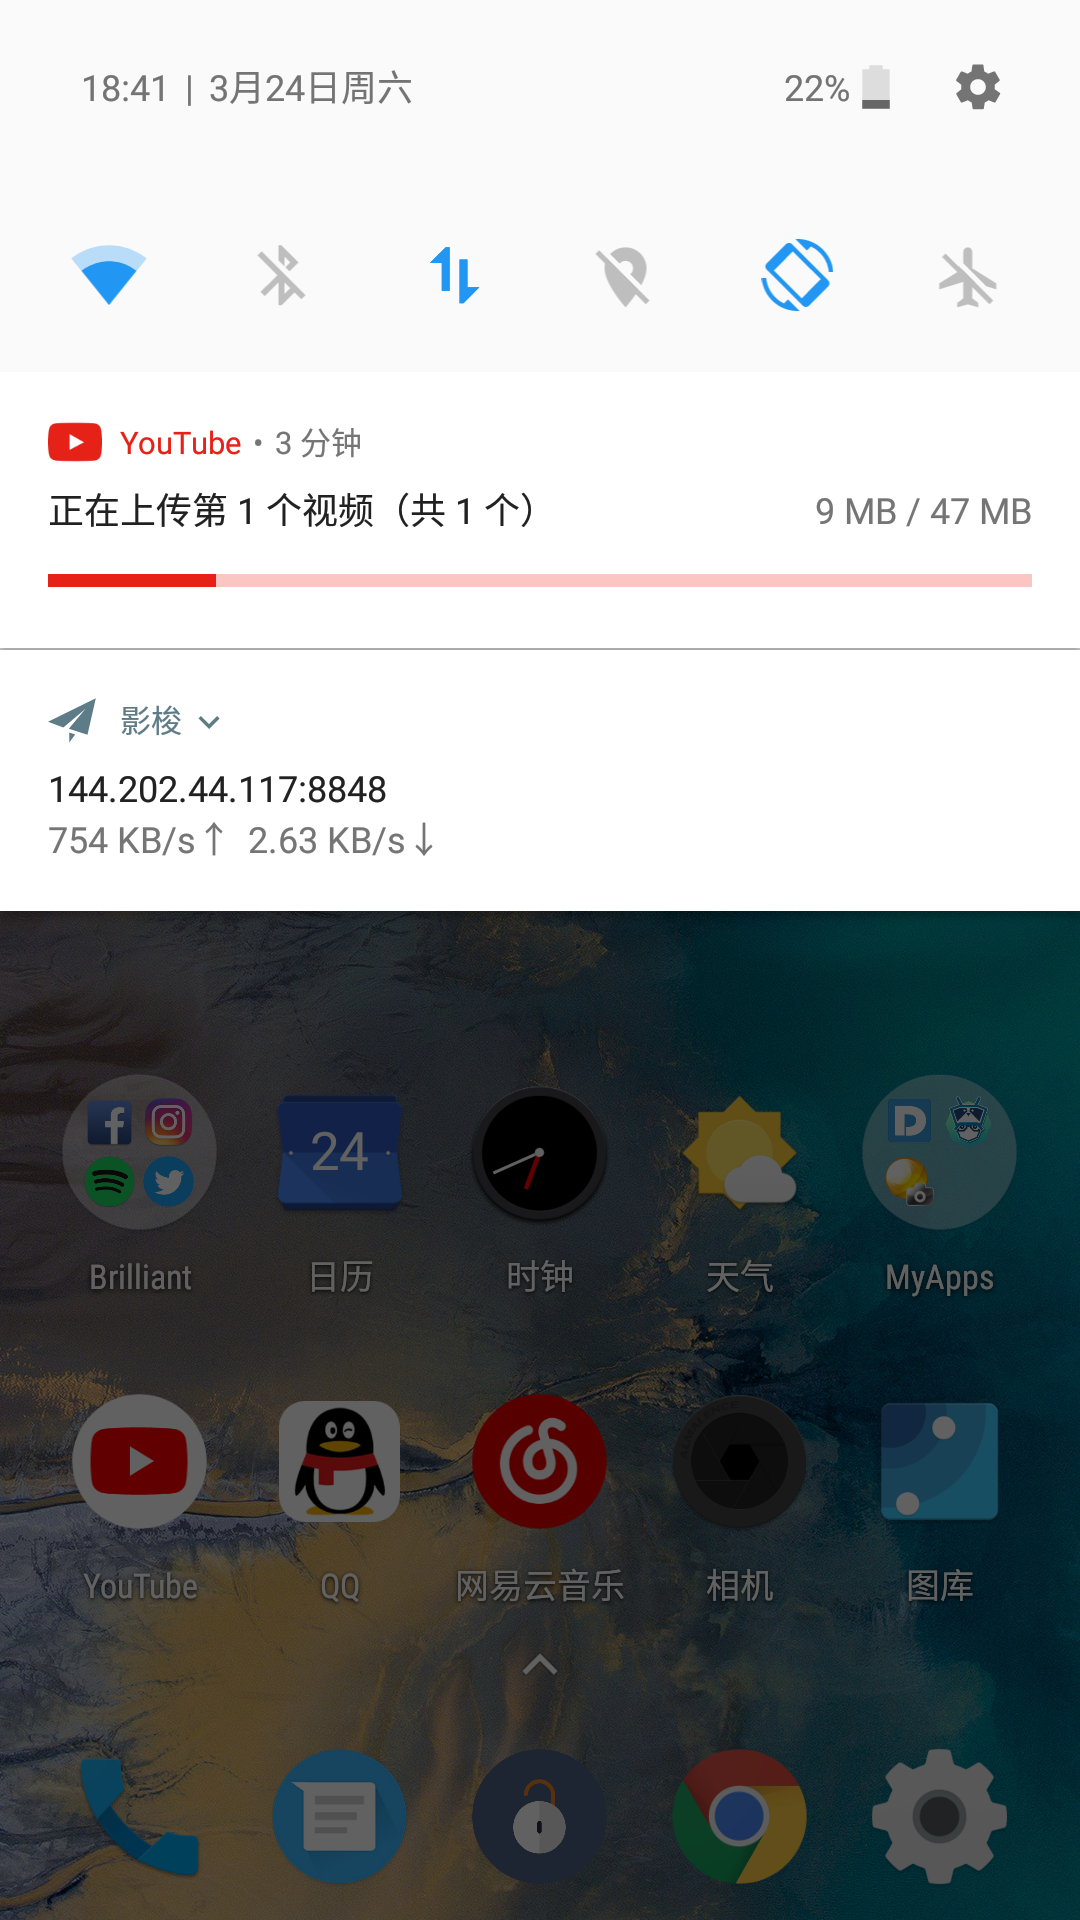 18:41 | 3月24日周六 22%
YouTube • 3 分钟
正在上传第 1 个视频（共 1 个） 9 MB / 47 MB
影梭
144.202.44.117:8848
754 KB/s↑ 2.63 KB/s↓
24
Brilliant 日历 时钟 天气 MyApps
YouTube QQ 网易云音乐 相机 图库